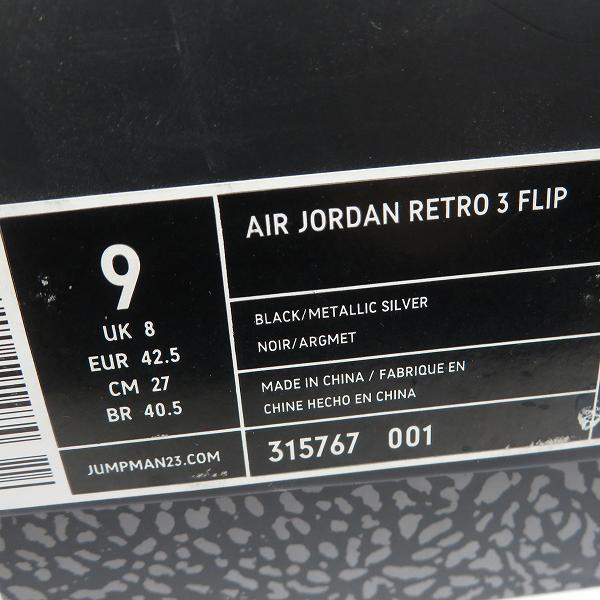 9
UK 8
EUR 42.5
CM 27
BR 40.5
JUMPMAN23.COM
AIR JORDAN RETRO 3 FLIP
BLACK/METALLIC SILVER
NOIR/ARGMET
MADE IN CHINA / FABRIQUE EN
CHINE HECHO EN CHINA
315767 001